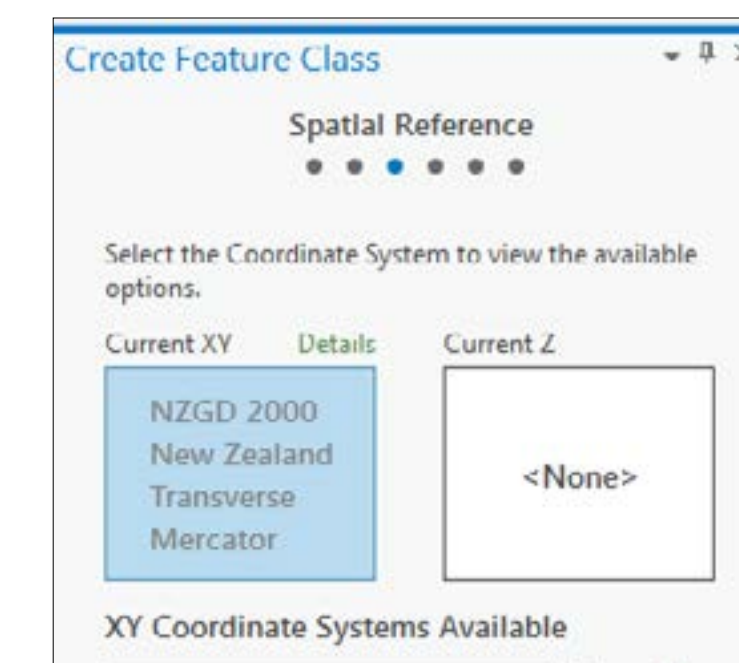 Create Feature Class
Spatial Reference
Select the Coordinate System to view the available
options.
Current XY Details Current Z
NZGD 2000
New Zealand
Transverse
Mercator
<None>
XY Coordinate Systems Available